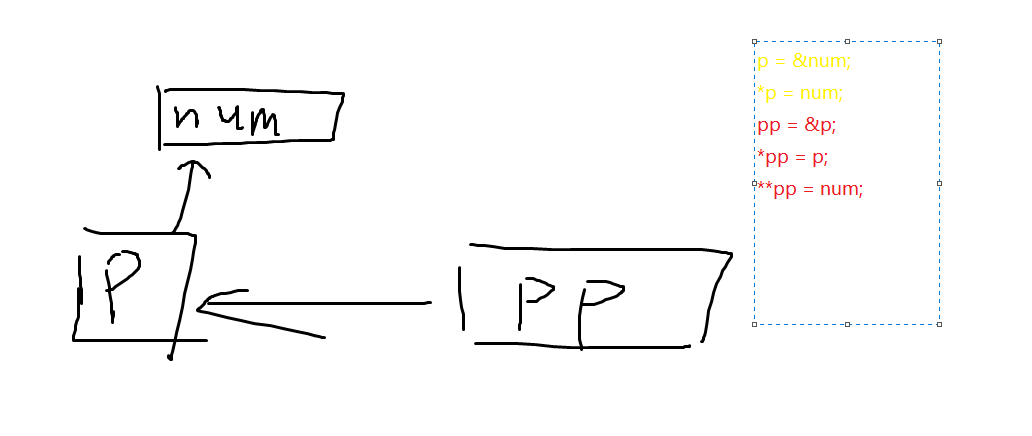 num
P
PP
p = &num;
*p = num;
pp = &p;
*pp = p;
**pp = num;